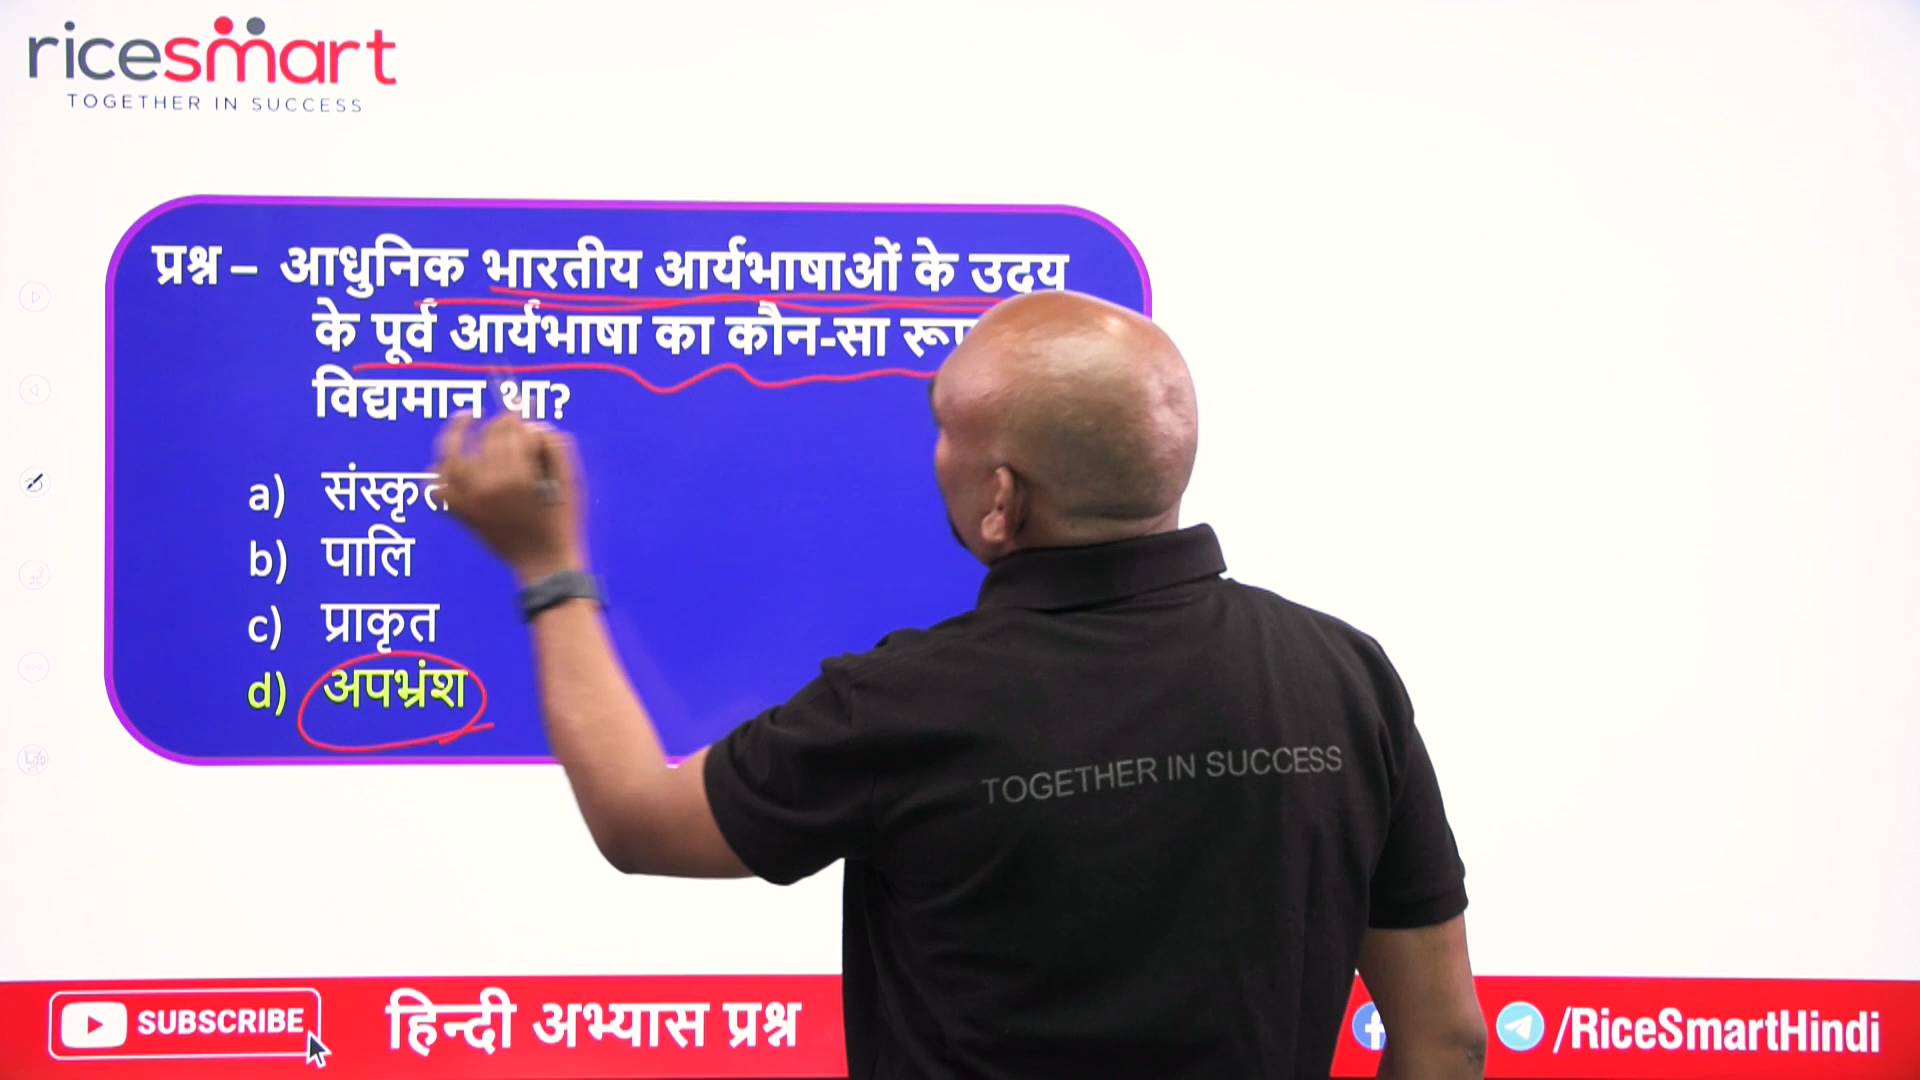 ricesmart
TOGETHER IN SUCCESS
प्रश्न – आधुनिक भारतीय आर्यभाषाओं के उदय
के पूर्व आर्यभाषा का कौन-सा
विद्यमान था?
a) संस्कृत
b) पालि
c) प्राकृत
d) अपभ्रंश
TOGETHER IN SUCCESS
SUBSCRIBE
हिन्दी अभ्यास प्रश्न
/RiceSmartHindi